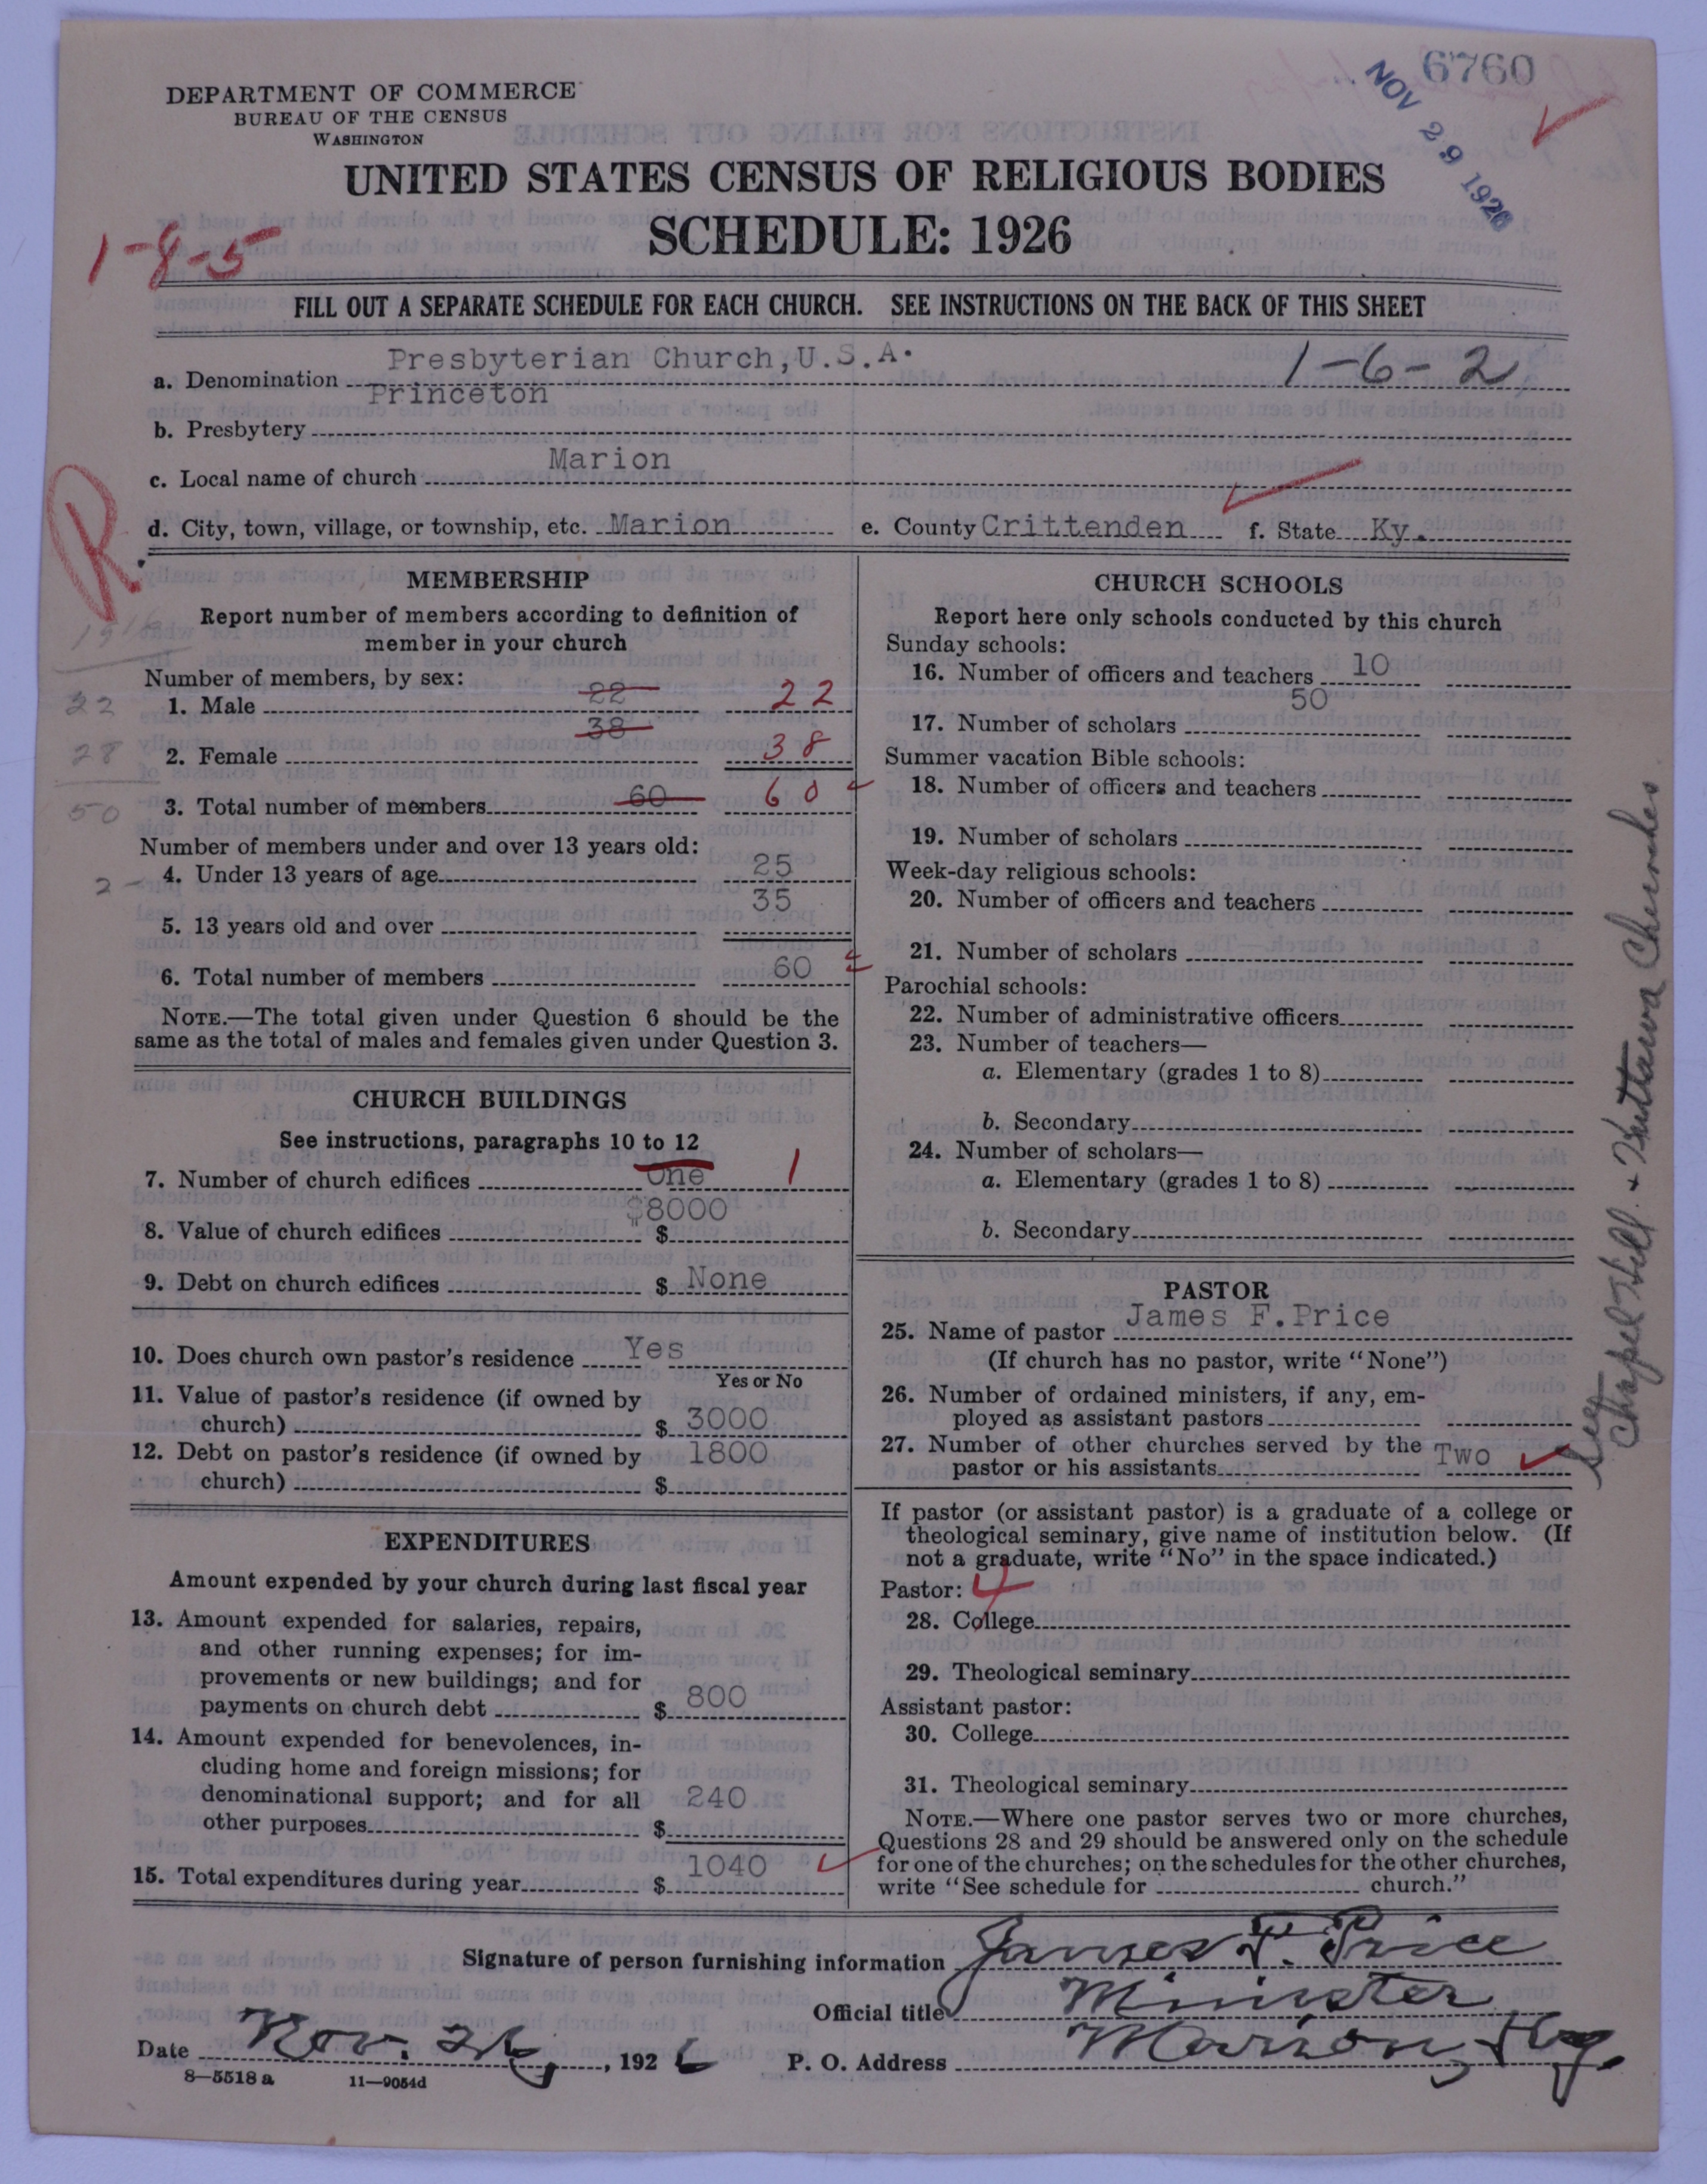 6760
NOV 29 1926
DEPARTMENT OF COMMERCE
BUREAU OF THE CENSUS
WASHINGTON
UNITED STATES CENSUS OF RELIGIOUS BODIES
SCHEDULE: 1926
1-8-5
FILL OUT A SEPARATE SCHEDULE FOR EACH CHURCH. SEE INSTRUCTIONS ON THE BACK OF THIS SHEET
a. Denomination Presbyterian Church, U.S.A. 1-6-2
b. Presbytery Princeton
c. Local name of church Marion
d. City, town, village, or township, etc. Marion e. County Crittenden f. State Ky.
R
MEMBERSHIP
Report number of members according to definition of
member in your church
1916
Number of members, by sex:
22 1. Male 22 22
28 2. Female 38 38
50 3. Total number of members 60 60
Number of members under and over 13 years old:
2- 4. Under 13 years of age 25
5. 13 years old and over 35
6. Total number of members 60
NOTE.—The total given under Question 6 should be the
same as the total of males and females given under Question 3.
CHURCH BUILDINGS
See instructions, paragraphs 10 to 12
7. Number of church edifices One 1
8. Value of church edifices $ $8000
9. Debt on church edifices $ None
10. Does church own pastor's residence Yes
Yes or No
11. Value of pastor's residence (if owned by
church) $ 3000
12. Debt on pastor's residence (if owned by
church) $ 1800
EXPENDITURES
Amount expended by your church during last fiscal year
13. Amount expended for salaries, repairs,
and other running expenses; for im-
provements or new buildings; and for
payments on church debt $ 800
14. Amount expended for benevolences, in-
cluding home and foreign missions; for
denominational support; and for all
other purposes $ 240
15. Total expenditures during year $ 1040
CHURCH SCHOOLS
Report here only schools conducted by this church
Sunday schools:
16. Number of officers and teachers 10
17. Number of scholars 50
Summer vacation Bible schools:
18. Number of officers and teachers
19. Number of scholars
Week-day religious schools:
20. Number of officers and teachers
21. Number of scholars
Parochial schools:
22. Number of administrative officers
23. Number of teachers—
a. Elementary (grades 1 to 8)
b. Secondary
24. Number of scholars—
a. Elementary (grades 1 to 8)
b. Secondary
PASTOR
25. Name of pastor James F. Price
(If church has no pastor, write "None")
26. Number of ordained ministers, if any, em-
ployed as assistant pastors
27. Number of other churches served by the
pastor or his assistants Two
If pastor (or assistant pastor) is a graduate of a college or
theological seminary, give name of institution below. (If
not a graduate, write "No" in the space indicated.)
Pastor: 4
28. College
29. Theological seminary
Assistant pastor:
30. College
31. Theological seminary
NOTE.—Where one pastor serves two or more churches,
Questions 28 and 29 should be answered only on the schedule
for one of the churches; on the schedules for the other churches,
write "See schedule for church."
See
Chapel Hill & Kuttawa Churches
Signature of person furnishing information James F. Price
Official title Minister
Date Nov. 26, 1926 P. O. Address Marion, Ky.
8—5518 a 11—9054d